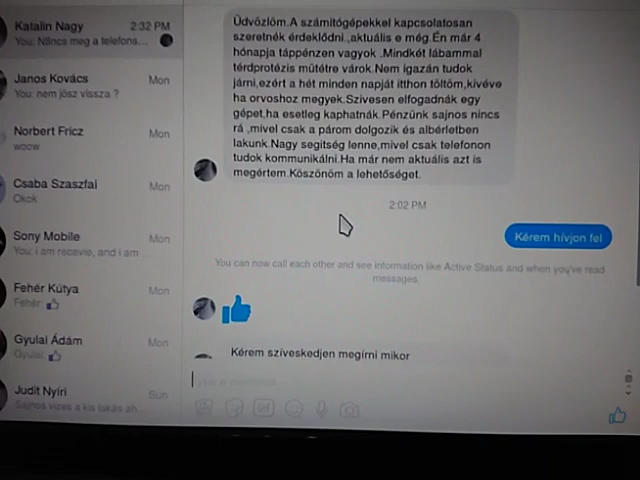 Katalin Nagy 2:32 PM
You: Nincs meg a telefons...
Janos Kovács Mon
You: nem jösz vissza ?
Norbert Fricz Mon
woow
Csaba Szaszfai Mon
Okok
Sony Mobile Mon
You: i am recevie, and i am ...
Fehér Kutya Mon
Fehér:
Gyulai Ádám Mon
Gyulai:
Judit Nyíri Sun
Sajnos vizes a kis lakás ah...
Üdvözlöm.A számítógépekkel kapcsolatosan
szeretnék érdeklődni.,aktuális e még.Én már 4
hónapja táppénzen vagyok .Mindkét lábammal
térdprotézis műtétre várok.Nem igazán tudok
járni,ezért a hét minden napját itthon töltöm,kivéve
ha orvoshoz megyek.Szivesen elfogadnák egy
gépet,ha esetleg kaphatnák.Pénzünk sajnos nincs
rá ,mivel csak a párom dolgozik és albérletben
lakunk.Nagy segitség lenne,mivel csak telefonon
tudok kommunikálni.Ha már nem aktuális azt is
megértem.Köszönöm a lehetőséget.
2:02 PM
Kérem hívjon fel
You can now call each other and see information like Active Status and when you've read
messages.
Kérem szíveskedjen megírni mikor
Type a message...
GIF